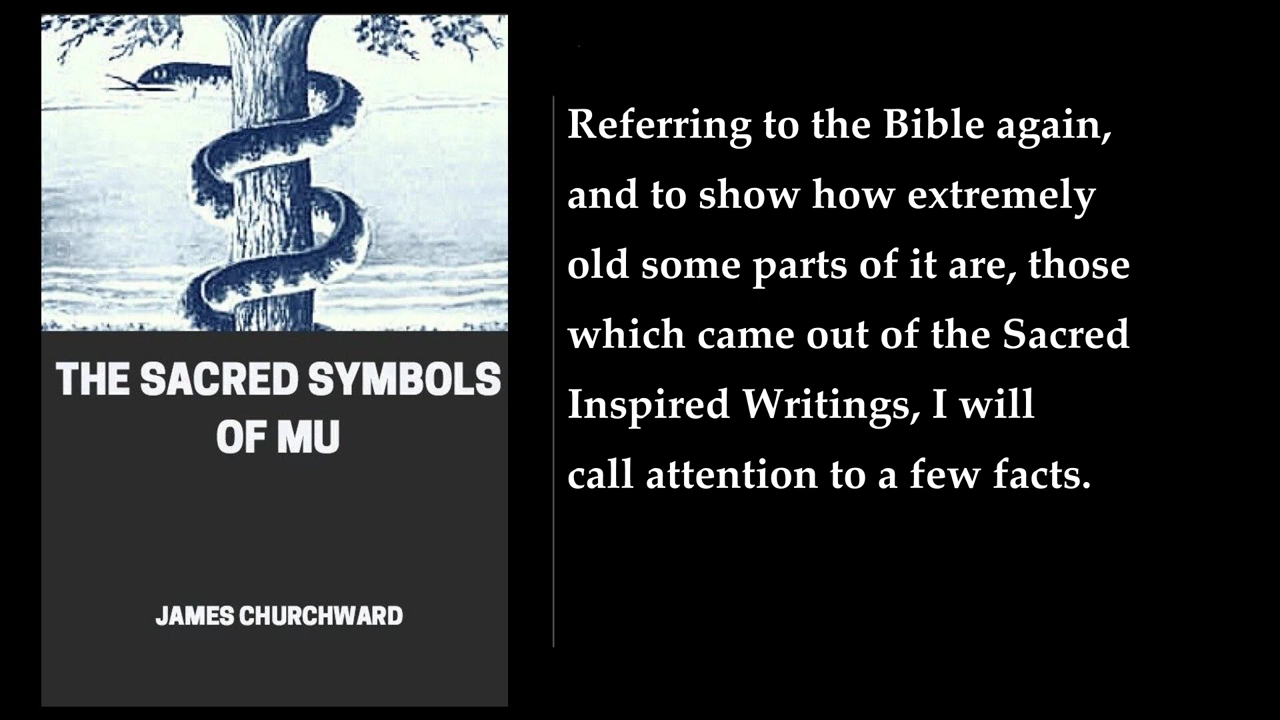 THE SACRED SYMBOLS
OF MU
JAMES CHURCHWARD
Referring to the Bible again,
and to show how extremely
old some parts of it are, those
which came out of the Sacred
Inspired Writings, I will
call attention to a few facts.